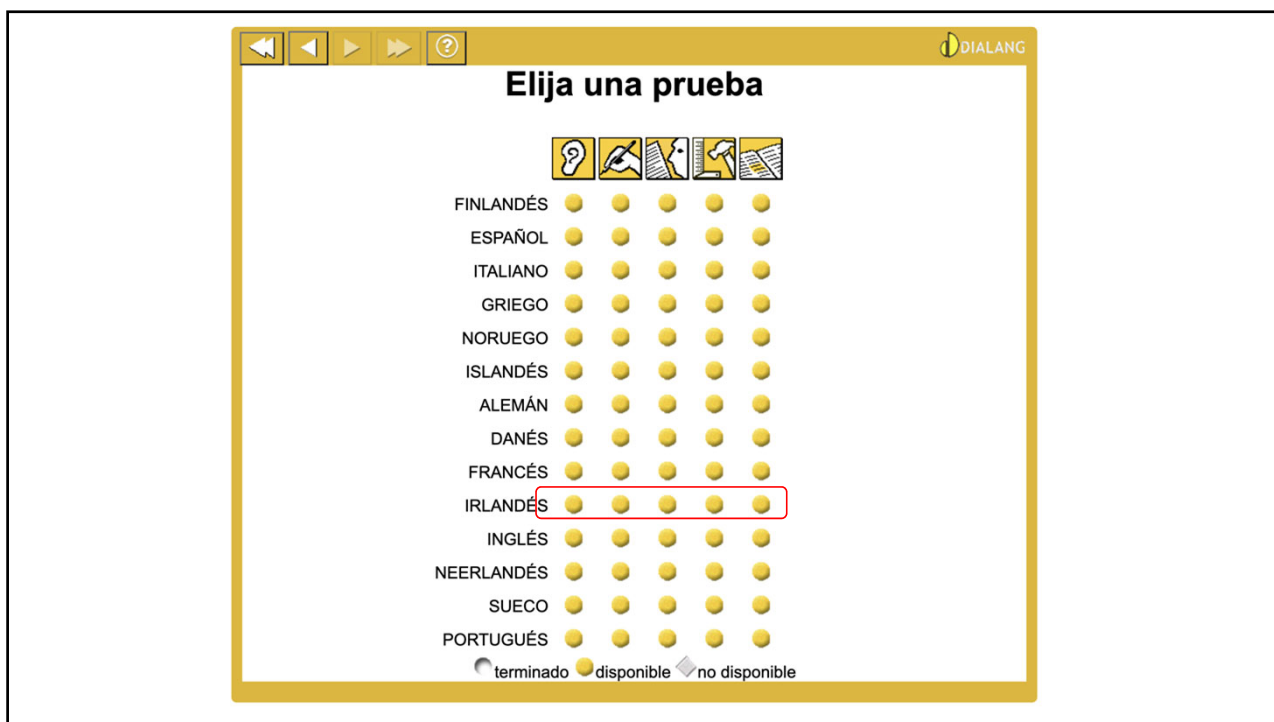 DIALANG
Elija una prueba
FINLANDÉS
ESPAÑOL
ITALIANO
GRIEGO
NORUEGO
ISLANDÉS
ALEMÁN
DANÉS
FRANCÉS
IRLANDÉS
INGLÉS
NEERLANDÉS
SUECO
PORTUGUÉS
terminado disponible no disponible